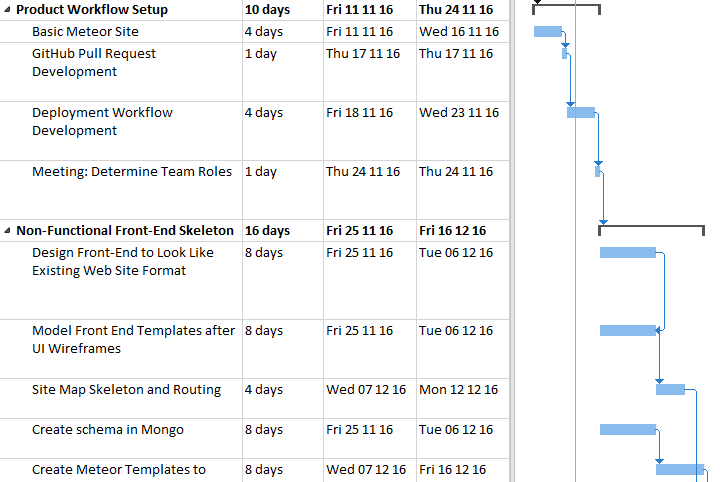 Product Workflow Setup 10 days Fri 11 11 16 Thu 24 11 16
Basic Meteor Site 4 days Fri 11 11 16 Wed 16 11 16
GitHub Pull Request 1 day Thu 17 11 16 Thu 17 11 16
Development
Deployment Workflow 4 days Fri 18 11 16 Wed 23 11 16
Development
Meeting: Determine Team Roles 1 day Thu 24 11 16 Thu 24 11 16
Non-Functional Front-End Skeleton 16 days Fri 25 11 16 Fri 16 12 16
Design Front-End to Look Like 8 days Fri 25 11 16 Tue 06 12 16
Existing Web Site Format
Model Front End Templates after 8 days Fri 25 11 16 Tue 06 12 16
UI Wireframes
Site Map Skeleton and Routing 4 days Wed 07 12 16 Mon 12 12 16
Create schema in Mongo 8 days Fri 25 11 16 Tue 06 12 16
Create Meteor Templates to 8 days Wed 07 12 16 Fri 16 12 16